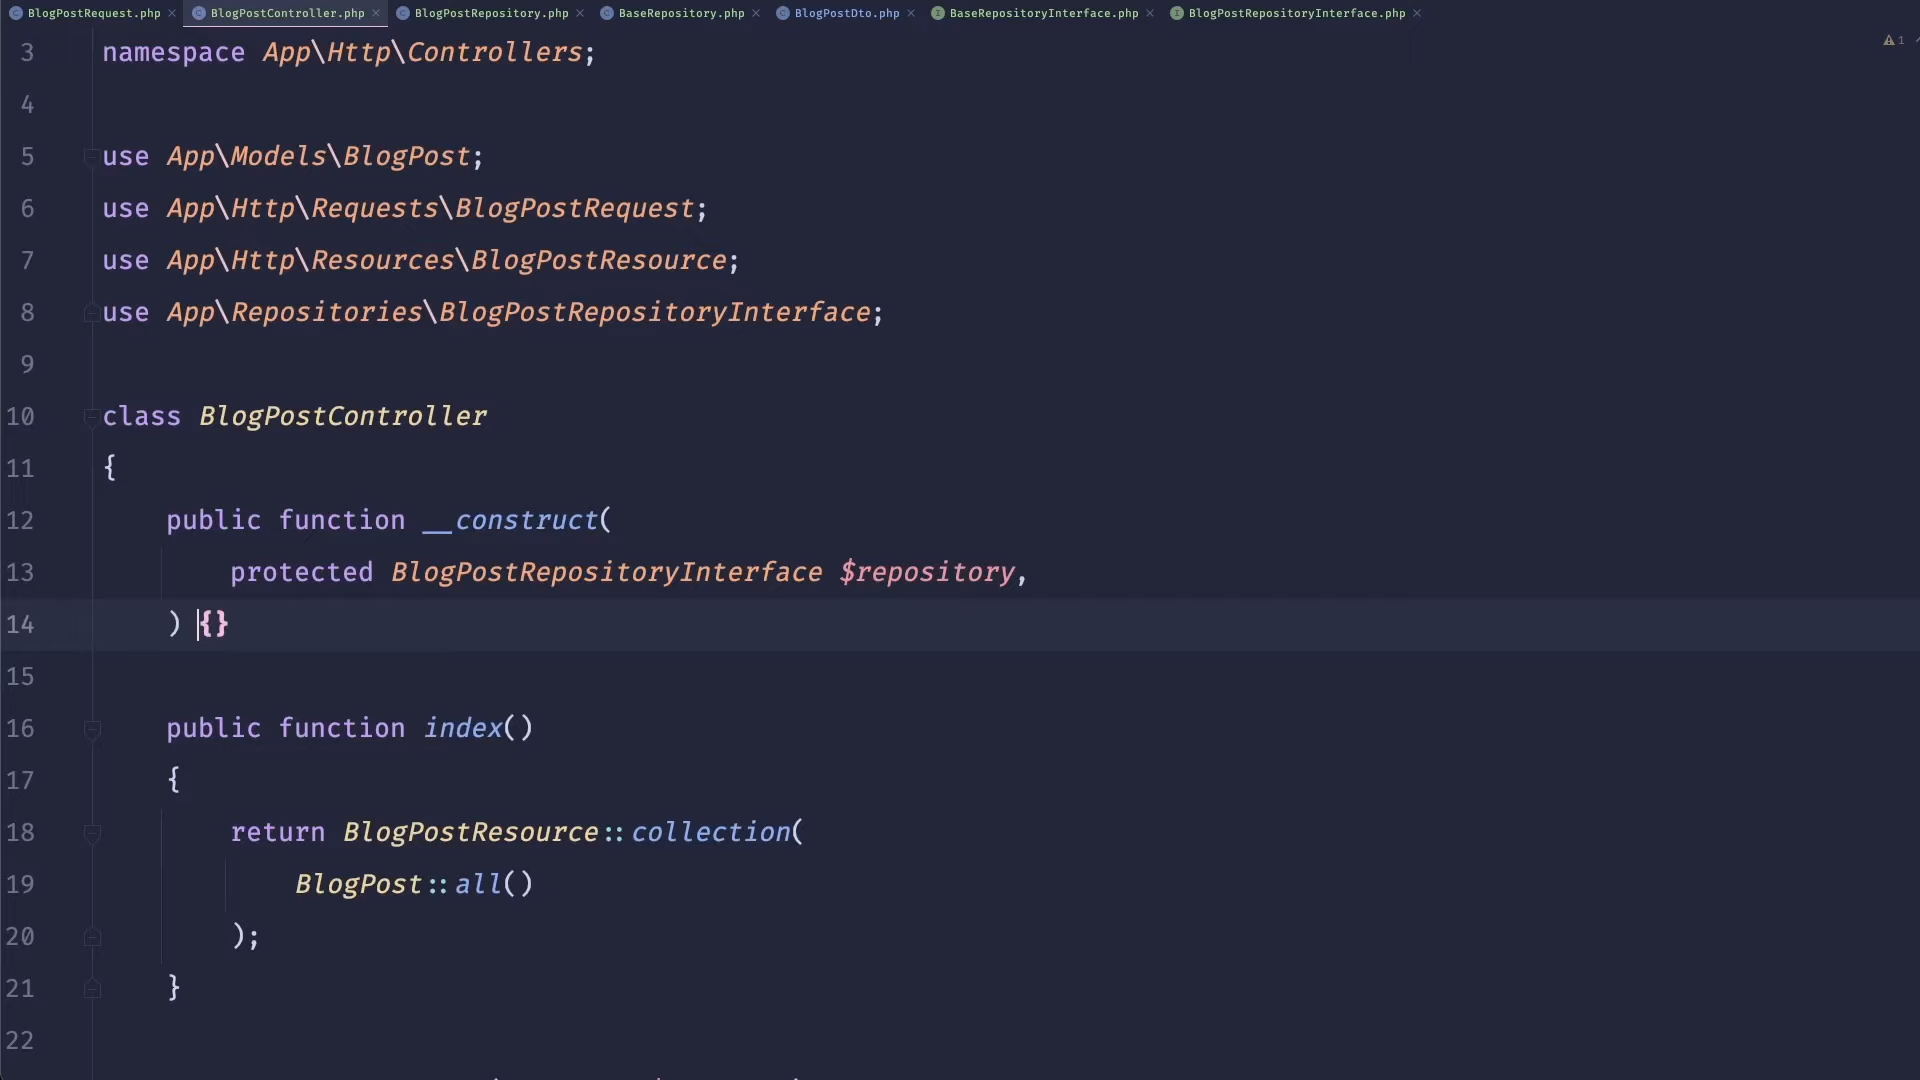 BlogPostRequest.php BlogPostController.php BlogPostRepository.php BaseRepository.php BlogPostDto.php BaseRepositoryInterface.php BlogPostRepositoryInterface.php
1
3 namespace App\Http\Controllers;
4
5 use App\Models\BlogPost;
6 use App\Http\Requests\BlogPostRequest;
7 use App\Http\Resources\BlogPostResource;
8 use App\Repositories\BlogPostRepositoryInterface;
9
10 class BlogPostController
11 {
12 public function __construct(
13 protected BlogPostRepositoryInterface $repository,
14 ) {}
15
16 public function index()
17 {
18 return BlogPostResource::collection(
19 BlogPost::all()
20 );
21 }
22